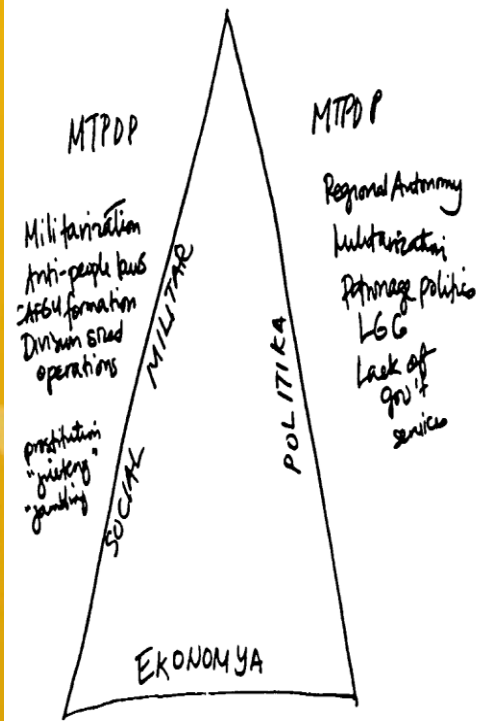 MTPDP
Militarization
Anti-people laws
CAFGU formation
Division sized
operations
prostitution
"jueteng"
"gambling
SOCIAL MILITAR
EKONOMYA
POLITIKA
MTPDP
Regional Autonomy
Militarization
Patronage politics
LGC
Lack of
gov't
services